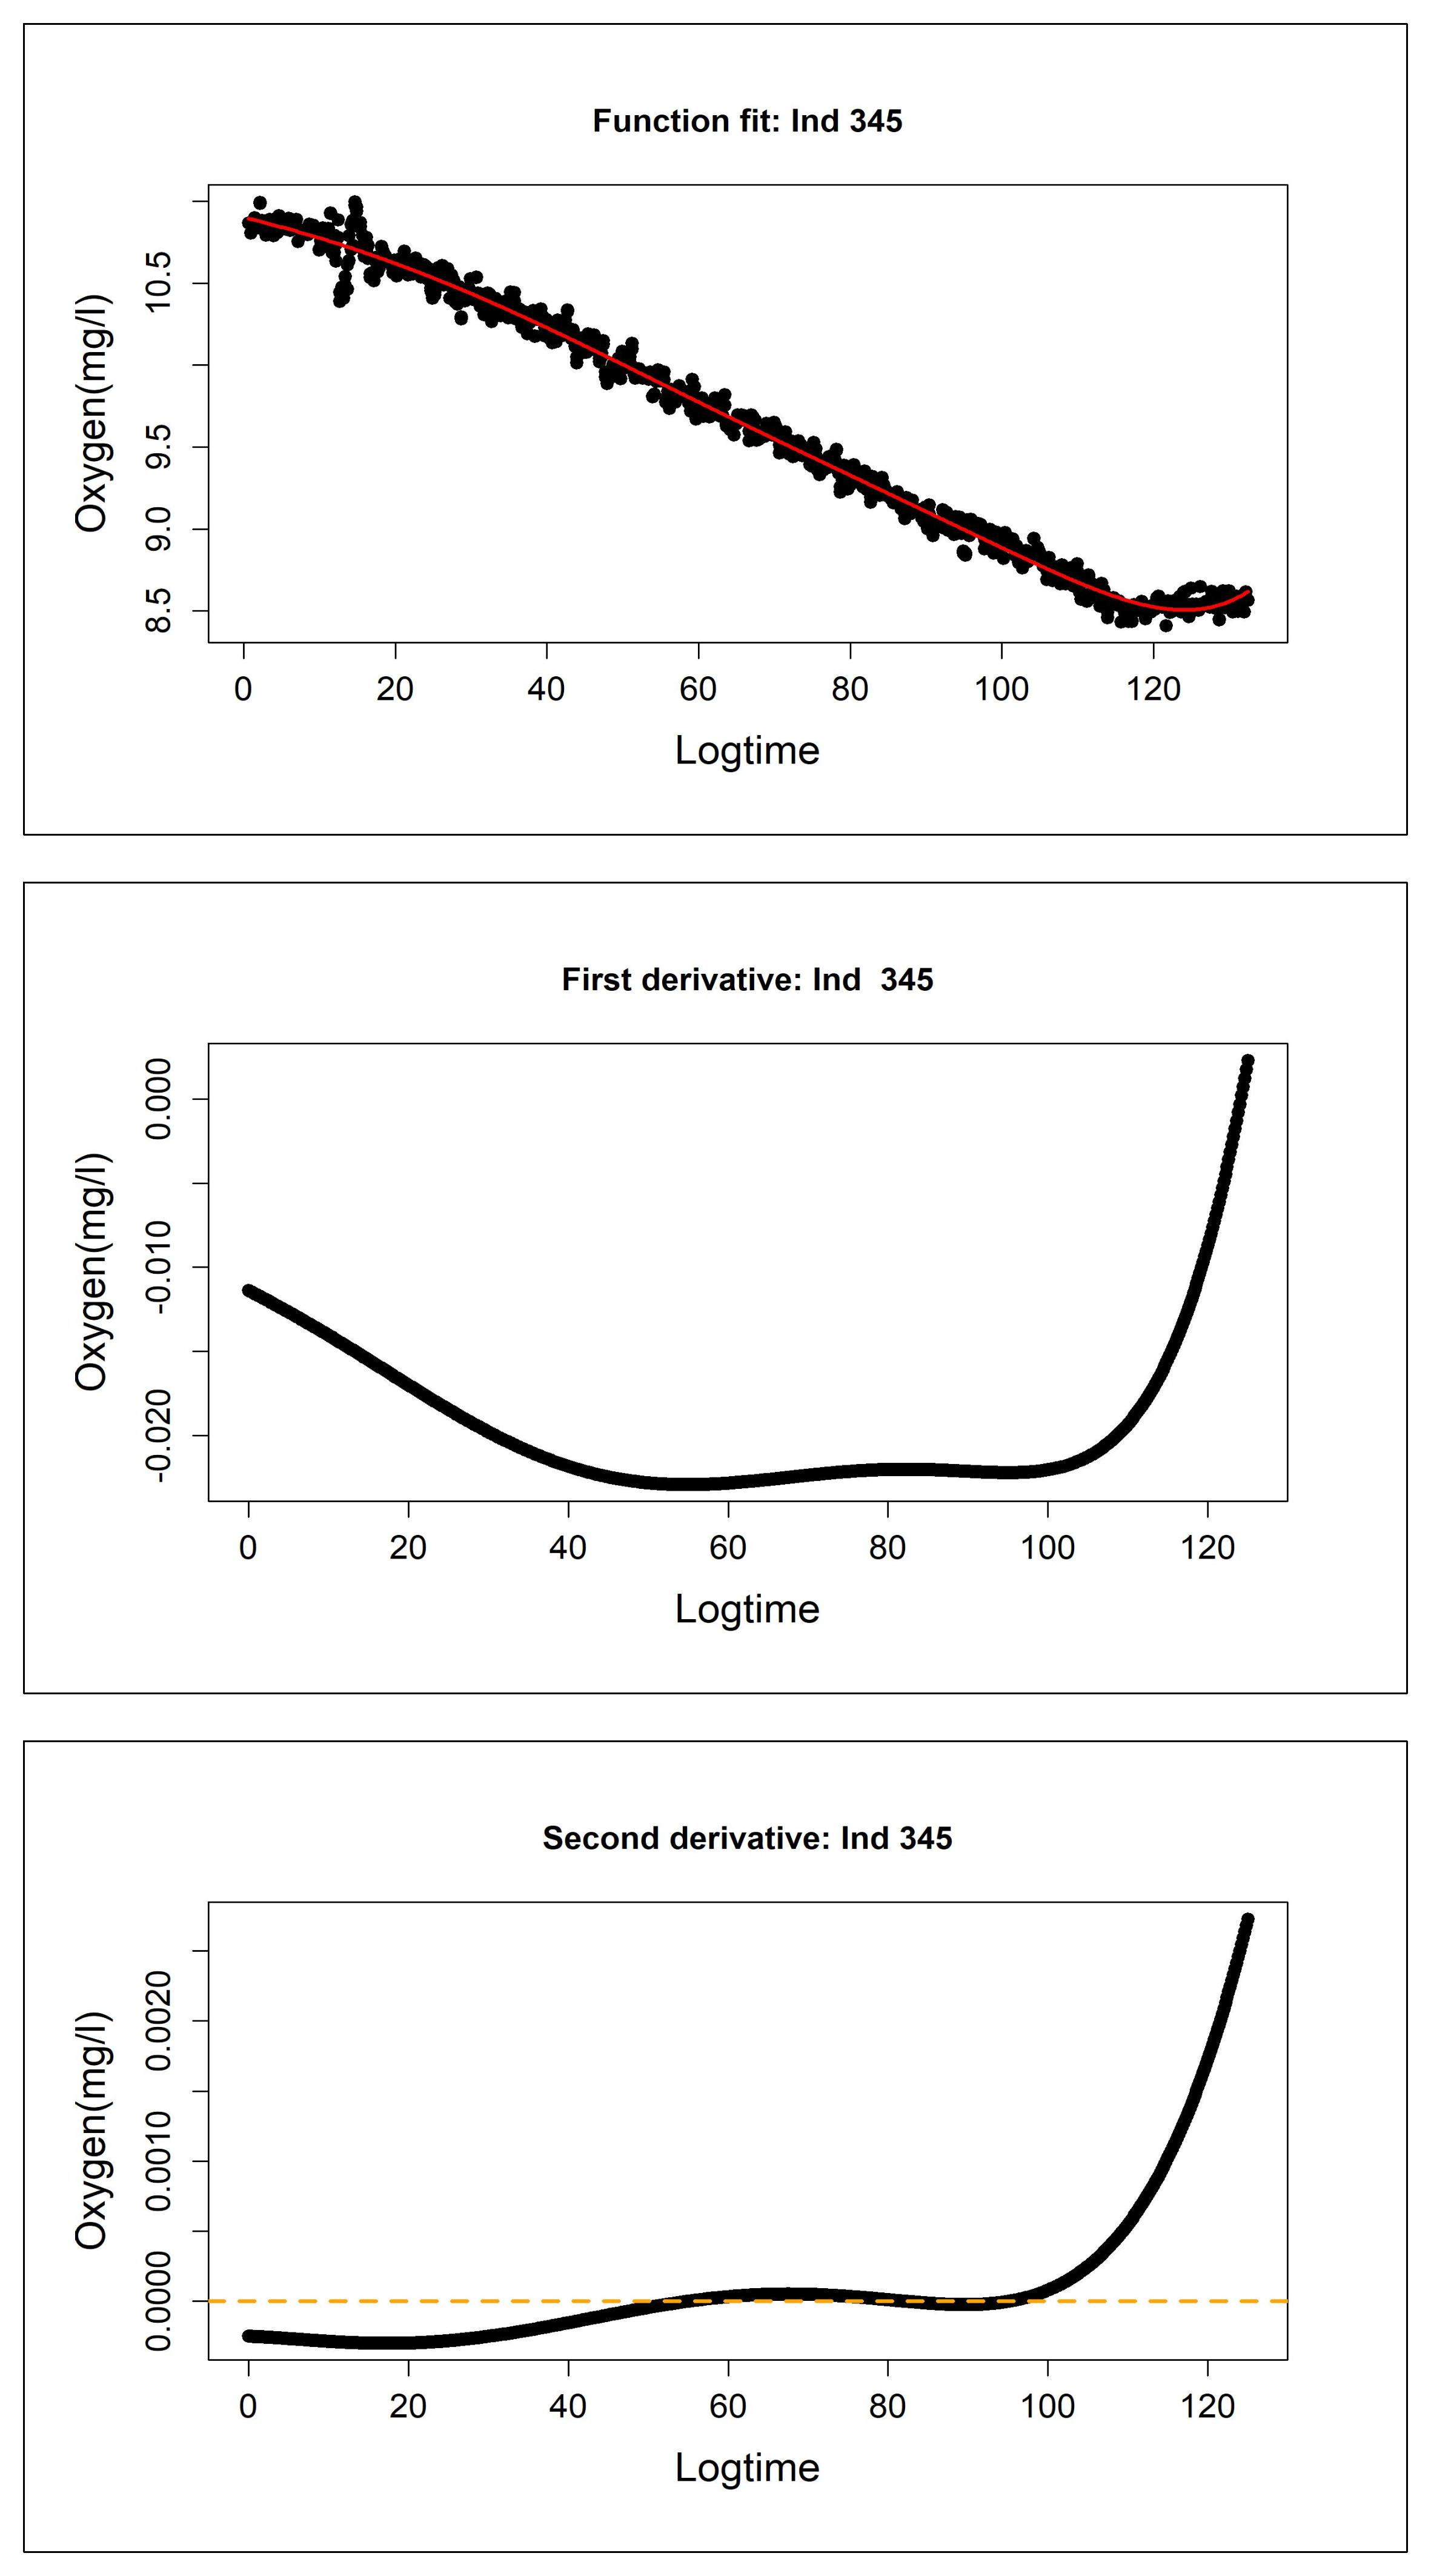 Function fit: Ind 345
Oxygen(mg/l)
10.5
9.5
9.0
8.5
0 20 40 60 80 100 120
Logtime
First derivative: Ind  345
Oxygen(mg/l)
0.000
-0.010
-0.020
0 20 40 60 80 100 120
Logtime
Second derivative: Ind 345
Oxygen(mg/l)
0.0020
0.0010
0.0000
0 20 40 60 80 100 120
Logtime